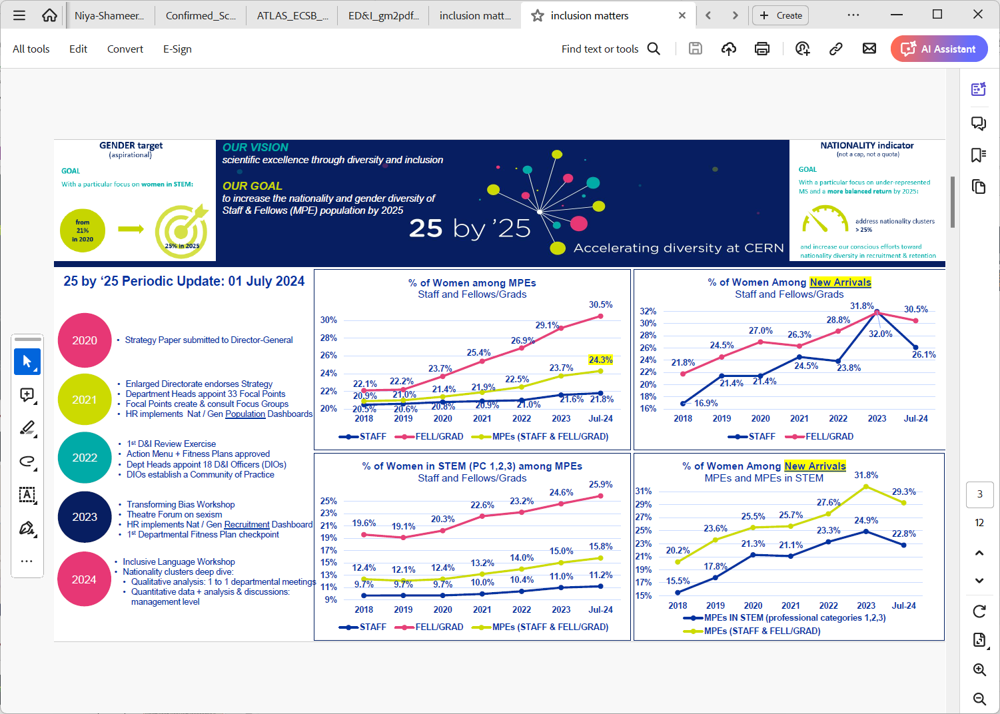 Niya-Shameer...
Confirmed_Sc...
ATLAS_ECSB_...
ED&I_gm2pdf...
inclusion matt...
inclusion matters
Create
All tools
Edit
Convert
E-Sign
Find text or tools
AI Assistant
GENDER target
(aspirational)
GOAL
With a particular focus on women in STEM:
from
21%
in 2020
25% in 2025
OUR VISION
scientific excellence through diversity and inclusion
OUR GOAL
to increase the nationality and gender diversity of
Staff & Fellows (MPE) population by 2025
25 by '25
Accelerating diversity at CERN
NATIONALITY indicator
(not a cap, not a quota)
GOAL
With a particular focus on under-represented
MS and a more balanced return by 2025:
address nationality clusters
> 25%
and increase our conscious efforts toward
nationality diversity in recruitment & retention
25 by ‘25 Periodic Update: 01 July 2024
2020
• Strategy Paper submitted to Director-General
2021
• Enlarged Directorate endorses Strategy
• Department Heads appoint 33 Focal Points
• Focal Points create & consult Focus Groups
• HR implements Nat / Gen Population Dashboards
2022
• 1st D&I Review Exercise
• Action Menu + Fitness Plans approved
• Dept Heads appoint 18 D&I Officers (DIOs)
• DIOs establish a Community of Practice
2023
• Transforming Bias Workshop
• Theatre Forum on sexism
• HR implements Nat / Gen Recruitment Dashboard
• 1st Departmental Fitness Plan checkpoint
2024
• Inclusive Language Workshop
• Nationality clusters deep dive:
• Qualitative analysis: 1 to 1 departmental meetings
• Quantitative data + analysis & discussions:
management level
% of Women among MPEs
Staff and Fellows/Grads
30%
28%
26%
24%
22%
20%
22.1% 22.2% 23.7% 25.4% 26.9% 29.1% 30.5%
20.9% 21.0% 21.4% 21.9% 22.5% 23.7% 24.3%
20.5% 20.6% 20.8% 20.9% 21.0% 21.6% 21.8%
2018 2019 2020 2021 2022 2023 Jul-24
STAFF FELL/GRAD MPEs (STAFF & FELL/GRAD)
% of Women Among New Arrivals
Staff and Fellows/Grads
32%
30%
28%
26%
24%
22%
20%
18%
16%
21.8% 24.5% 27.0% 26.3% 28.8% 31.8% 30.5%
16.9% 21.4% 21.4% 24.5% 23.8% 32.0% 26.1%
2018 2019 2020 2021 2022 2023 Jul-24
STAFF FELL/GRAD
% of Women in STEM (PC 1,2,3) among MPEs
Staff and Fellows/Grads
25%
23%
21%
19%
17%
15%
13%
11%
9%
19.6% 19.1% 20.3% 22.6% 23.2% 24.6% 25.9%
12.4% 12.1% 12.4% 13.2% 14.0% 15.0% 15.8%
9.7% 9.7% 9.7% 10.0% 10.4% 11.0% 11.2%
2018 2019 2020 2021 2022 2023 Jul-24
STAFF FELL/GRAD MPEs (STAFF & FELL/GRAD)
% of Women Among New Arrivals
MPEs and MPEs in STEM
31%
29%
27%
25%
23%
21%
19%
17%
15%
20.2% 23.6% 25.5% 25.7% 27.6% 31.8% 29.3%
15.5% 17.8% 21.3% 21.1% 23.3% 24.9% 22.8%
2018 2019 2020 2021 2022 2023 Jul-24
MPEs IN STEM (professional categories 1,2,3)
MPEs (STAFF & FELL/GRAD)
3
12